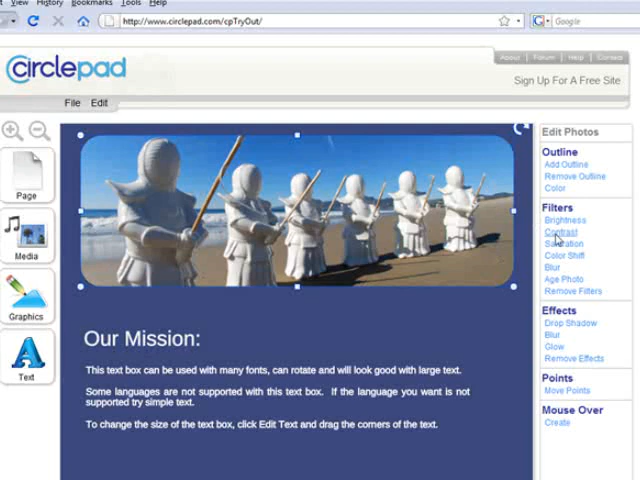 View History Bookmarks Tools Help
http://www.circlepad.com/cpTryOut/
Google
circlepad
About Forum Help Contact
Sign Up For A Free Site
File Edit
Page
Media
Graphics
Text
Our Mission:
This text box can be used with many fonts, can rotate and will look good with large text.
Some languages are not supported with this text box. If the language you want is not
supported try simple text.
To change the size of the text box, click Edit Text and drag the corners of the text.
Edit Photos
Outline
Add Outline
Remove Outline
Color
Filters
Brightness
Contrast
Saturation
Color Shift
Blur
Age Photo
Remove Filters
Effects
Drop Shadow
Blur
Glow
Remove Effects
Points
Move Points
Mouse Over
Create